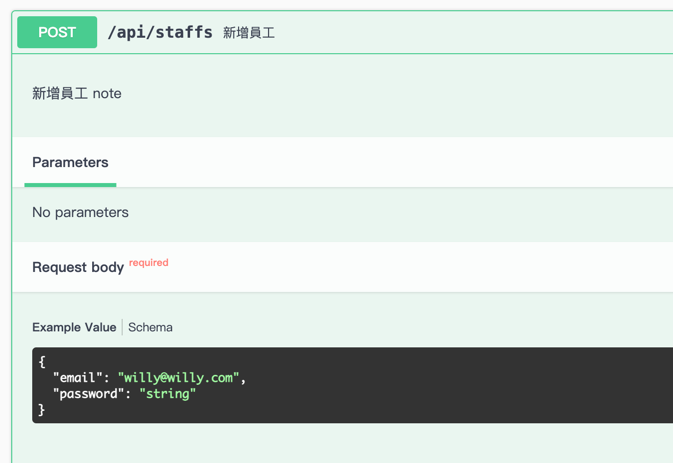 POST /api/staffs 新增員工
新增員工 note
Parameters
No parameters
Request body required
Example Value | Schema
{
  "email": "willy@willy.com",
  "password": "string"
}